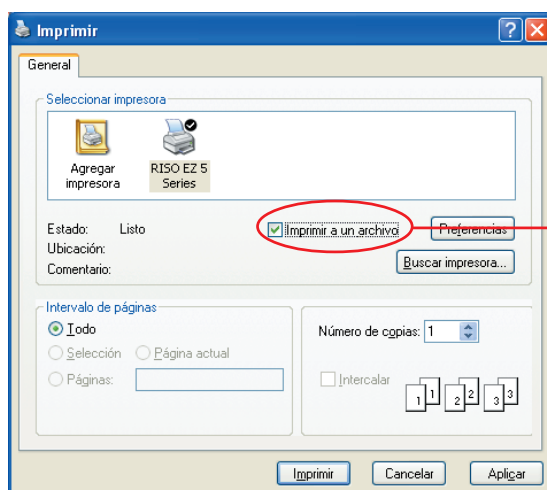 Imprimir
General
Seleccionar impresora
Agregar impresora
RISO EZ 5 Series
Estado: Listo
Imprimir a un archivo
Preferencias
Ubicación:
Comentario:
Buscar impresora...
Intervalo de páginas
Todo
Selección
Página actual
Páginas:
Número de copias: 1
Intercalar
1 1 2 2 3 3
Imprimir
Cancelar
Aplicar